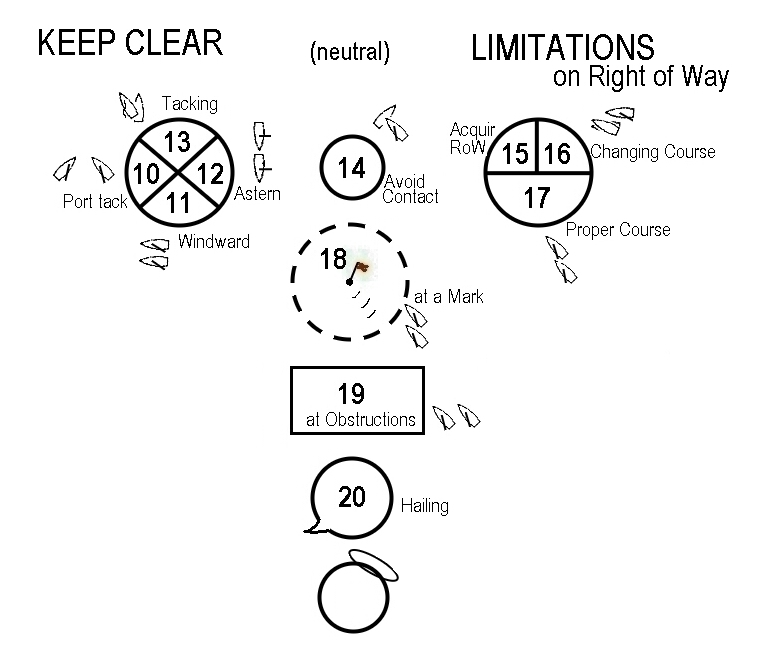 KEEP CLEAR
(neutral)
LIMITATIONS
on Right of Way
Tacking
13
10
12
11
Port tack
Astern
Windward
14
Avoid
Contact
Acquir
RoW
15
16
Changing Course
17
Proper Course
18
at a Mark
19
at Obstructions
20
Hailing